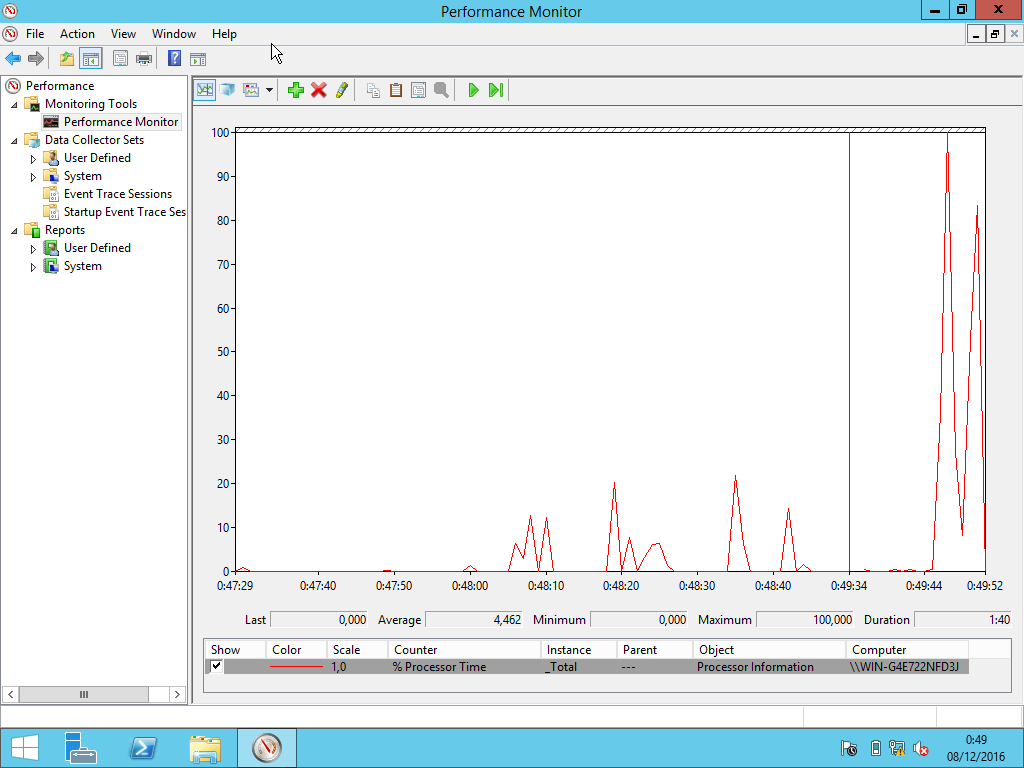 Performance Monitor
File Action View Window Help
Performance
Monitoring Tools
Performance Monitor
Data Collector Sets
User Defined
System
Event Trace Sessions
Startup Event Trace Ses
Reports
User Defined
System
100
90
80
70
60
50
40
30
20
10
0
0:47:29 0:47:40 0:47:50 0:48:00 0:48:10 0:48:20 0:48:30 0:48:40 0:49:34 0:49:44 0:49:52
Last 0,000 Average 4,462 Minimum 0,000 Maximum 100,000 Duration 1:40
Show Color Scale Counter Instance Parent Object Computer
1,0 % Processor Time _Total --- Processor Information \\WIN-G4E722NFD3J
0:49
08/12/2016